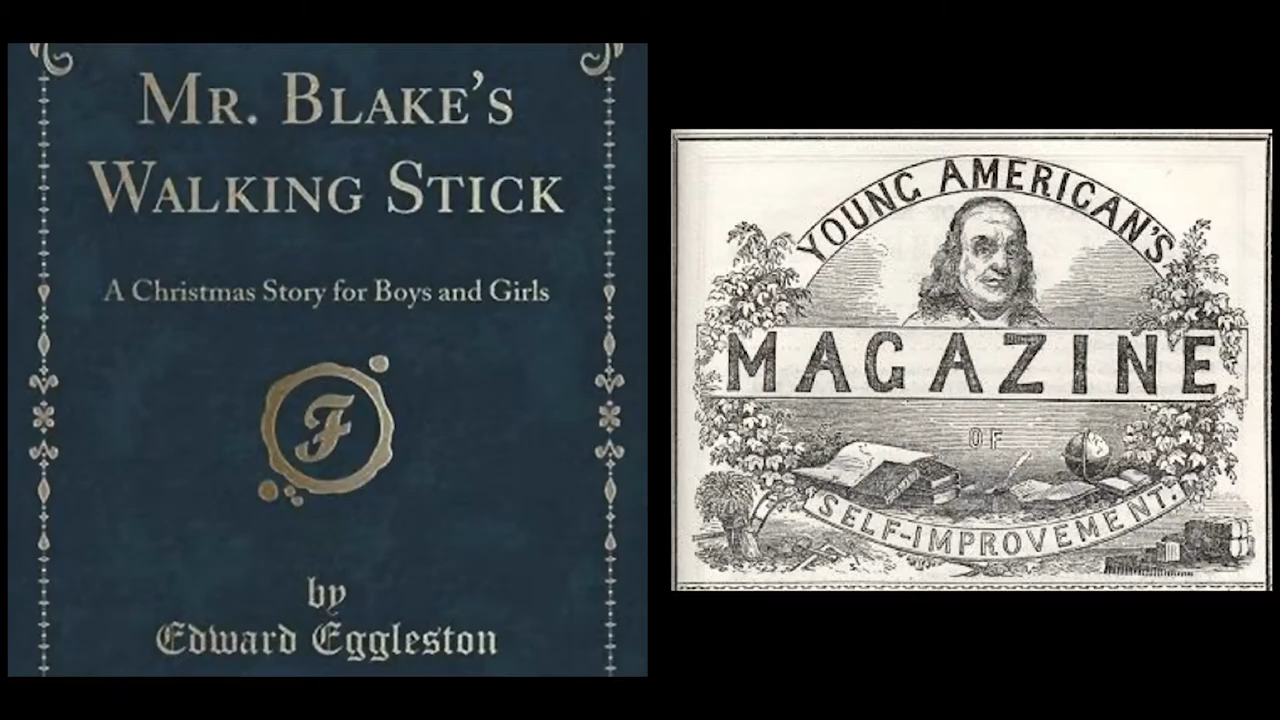 Mr. Blake's
Walking Stick
A Christmas Story for Boys and Girls
F
by
Edward Eggleston
YOUNG AMERICAN'S
MAGAZINE
OF
SELF-IMPROVEMENT.